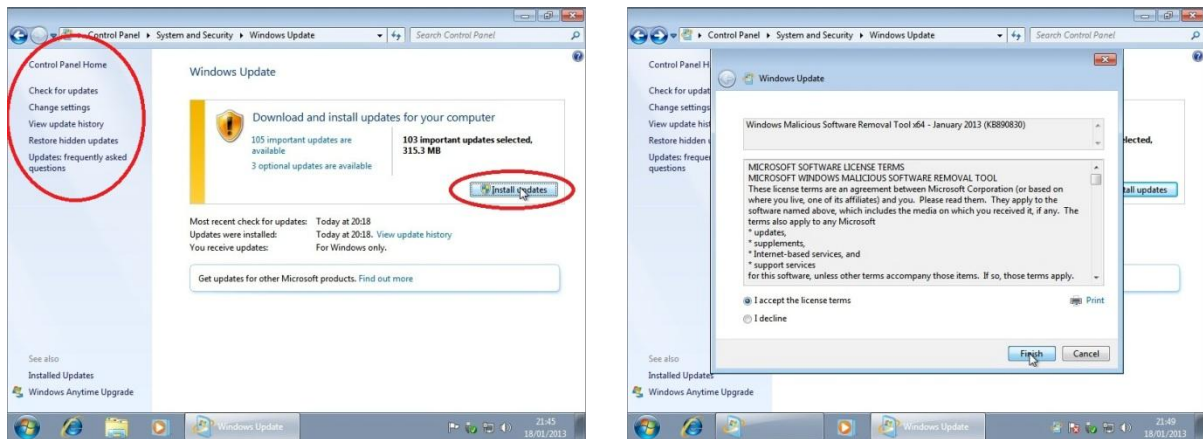 Control Panel ▸ System and Security ▸ Windows Update
Search Control Panel
Control Panel Home
Check for updates
Change settings
View update history
Restore hidden updates
Updates: frequently asked
questions
See also
Installed Updates
Windows Anytime Upgrade
Windows Update
Download and install updates for your computer
105 important updates are
available
3 optional updates are available
103 important updates selected,
315.3 MB
Install updates
Most recent check for updates: Today at 20:18
Updates were installed: Today at 20:18. View update history
You receive updates: For Windows only.
Get updates for other Microsoft products. Find out more
Windows Update
21:45
18/01/2013
Control Panel ▸ System and Security ▸ Windows Update
Search Control Panel
Control Panel H
Check for updat
Change settings
View update hist
Restore hidden u
Updates: freque
questions
See also
Installed Updates
Windows Anytime Upgrade
Windows Update
Windows Malicious Software Removal Tool x64 - January 2013 (KB890830)
MICROSOFT SOFTWARE LICENSE TERMS
MICROSOFT WINDOWS MALICIOUS SOFTWARE REMOVAL TOOL
These license terms are an agreement between Microsoft Corporation (or based on
where you live, one of its affiliates) and you. Please read them. They apply to the
software named above, which includes the media on which you received it, if any. The
terms also apply to any Microsoft
* updates,
* supplements,
* Internet-based services, and
* support services
for this software, unless other terms accompany those items. If so, those terms apply.
I accept the license terms
Print
I decline
Finish
Cancel
elected,
tall updates
Windows Update
21:49
18/01/2013